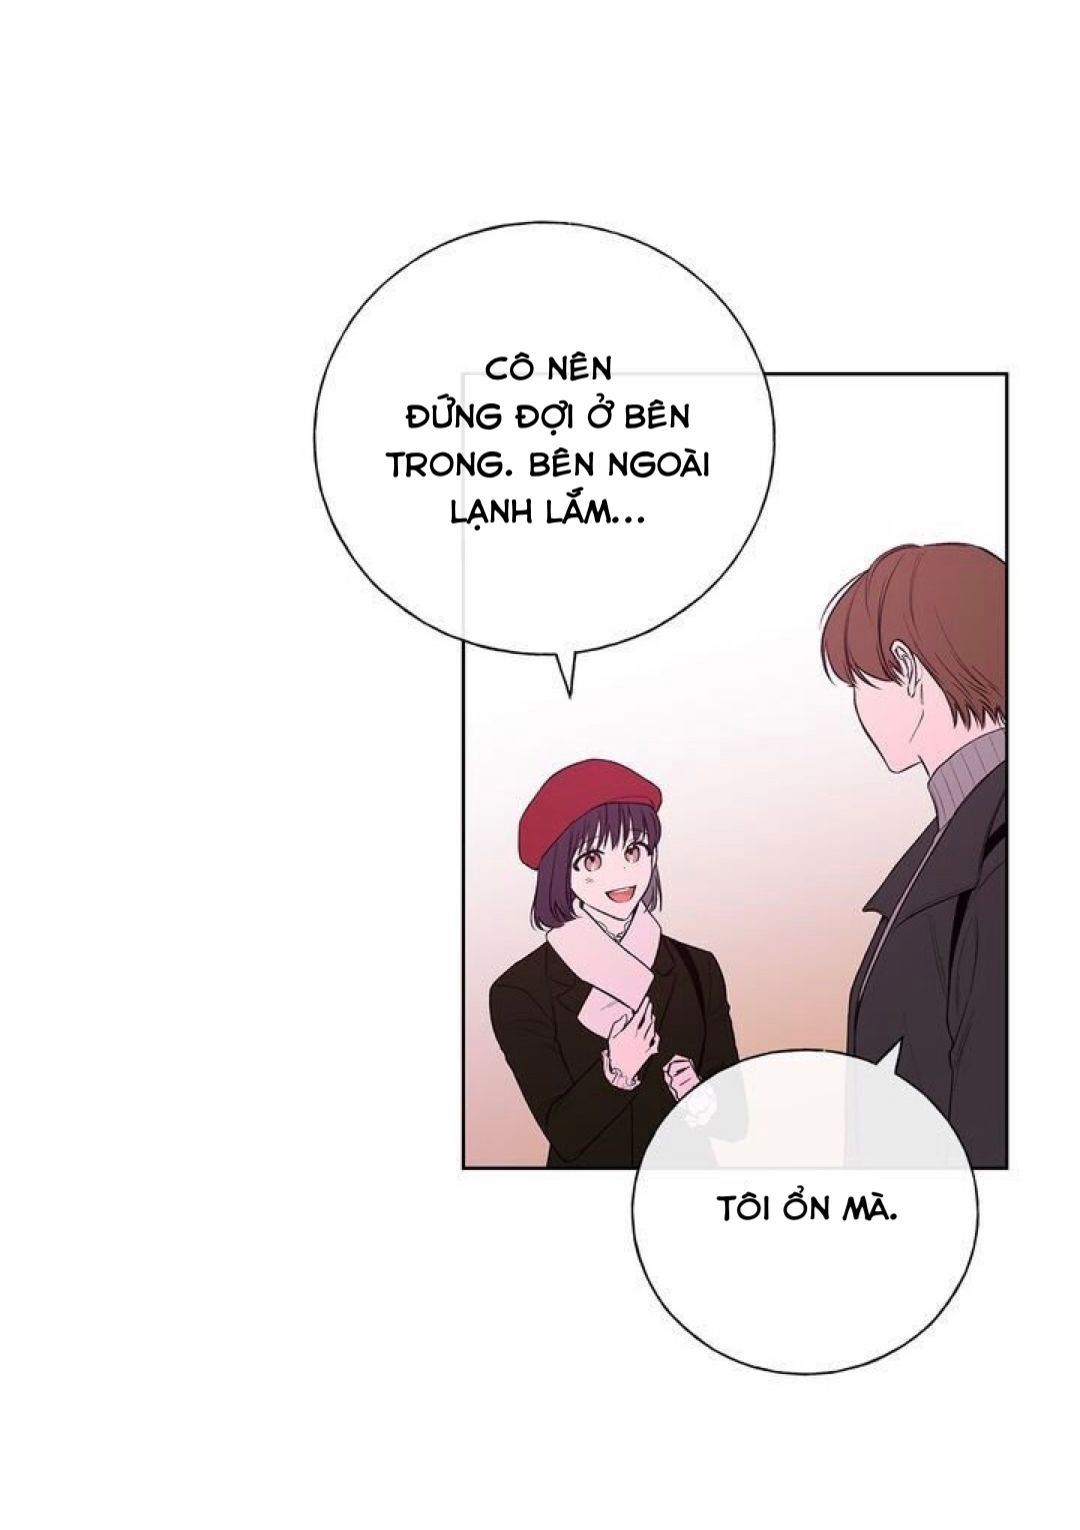 CÔ NÊN
ĐỨNG ĐỢI Ở BÊN
TRONG. BÊN NGOÀI
LẠNH LẮM...
TÔI ỔN MÀ.